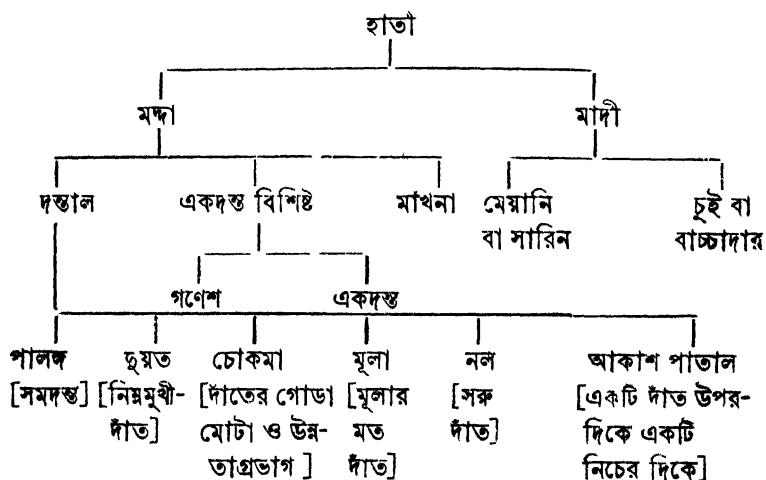 হাতী
মদ্দা মাদী
দন্তাল একদন্ত বিশিষ্ট মাখনা মেয়ানি চুই বা
বা সারিন বাচ্চাদার
গণেশ একদন্ত
পালঙ্গ দুয়ত চোকমা মূলা নল আকাশ পাতাল
[সমদন্ত] [নিম্নমুখী- [দাঁতের গোডা [মূলার [সরু [একটি দাঁত উপর-
দাঁত] মোটা ও উন্ন- মত দাঁত] দিকে একটি
তাগ্রভাগ ] দাঁত] নিচের দিকে]